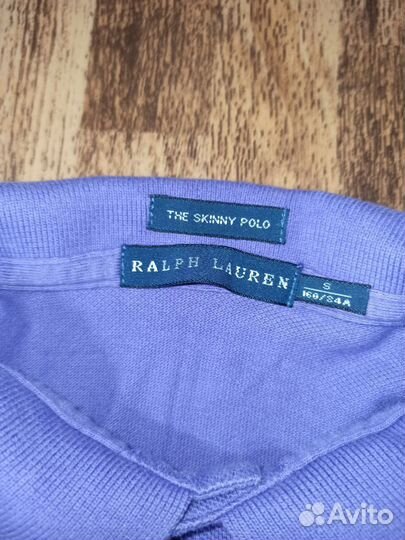 THE SKINNY POLO
RALPH LAUREN
S
160/84A
Avito